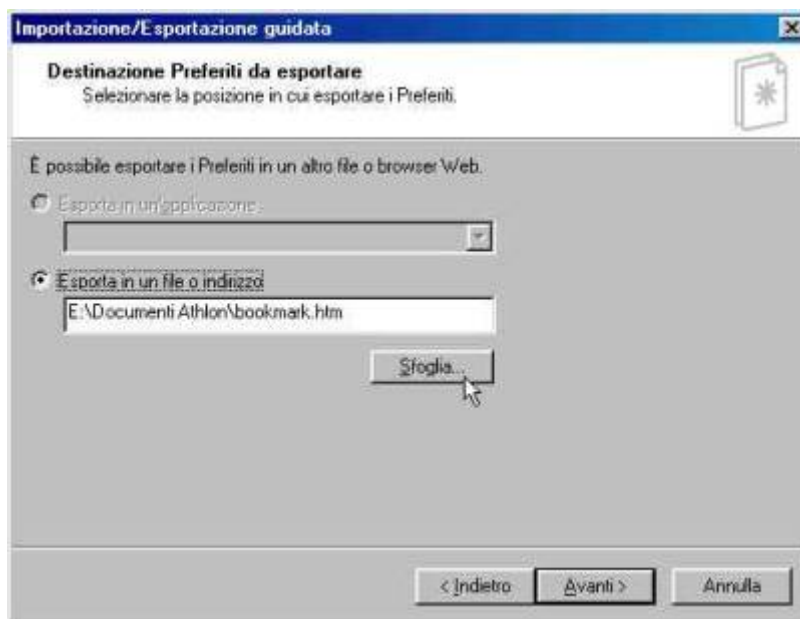 Importazione/Esportazione guidata
Destinazione Preferiti da esportare
Selezionare la posizione in cui esportare i Preferiti.
È possibile esportare i Preferiti in un altro file o browser Web.
Esporta in un'applicazione
Esporta in un file o indirizzo
E:\Documenti Athlon\bookmark.htm
Sfoglia...
< Indietro
Avanti >
Annulla